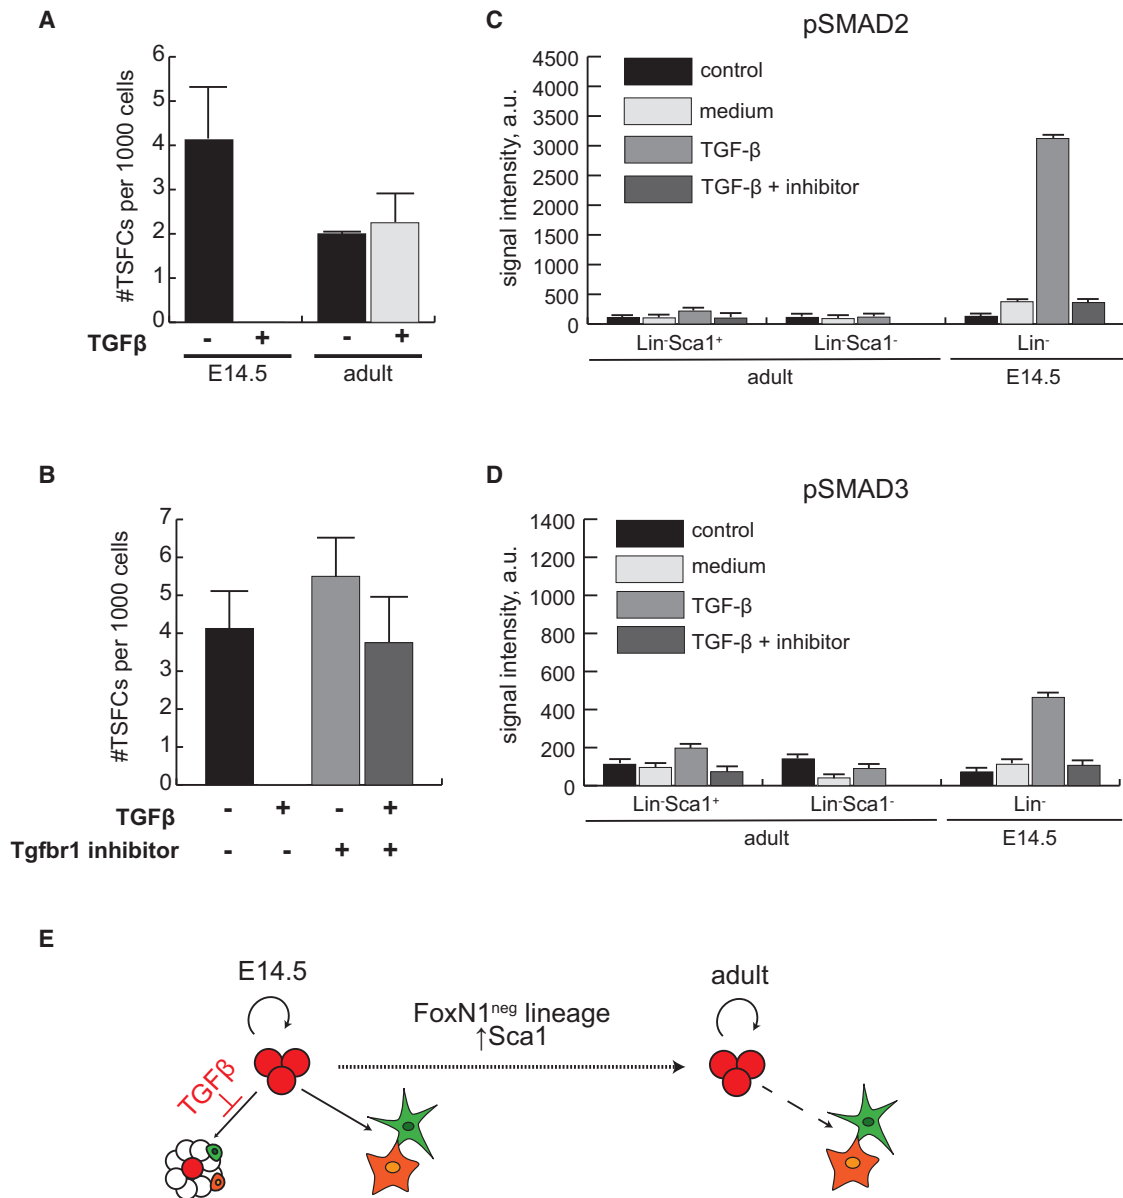 A
#TSFCs per 1000 cells
6
5
4
3
2
1
0
TGFβ - + - +
E14.5 adult
C
pSMAD2
signal intensity, a.u.
4500
4000
3500
3000
2500
2000
1500
1000
500
0
control
medium
TGF-β
TGF-β + inhibitor
Lin-Sca1+ Lin-Sca1- Lin-
adult E14.5
B
#TSFCs per 1000 cells
7
6
5
4
3
2
1
0
TGFβ - + - +
Tgfbr1 inhibitor - - + +
D
pSMAD3
signal intensity, a.u.
1400
1200
1000
800
600
400
200
0
control
medium
TGF-β
TGF-β + inhibitor
Lin-Sca1+ Lin-Sca1- Lin-
adult E14.5
E
E14.5
FoxN1neg lineage
↑Sca1
adult
TGFβ